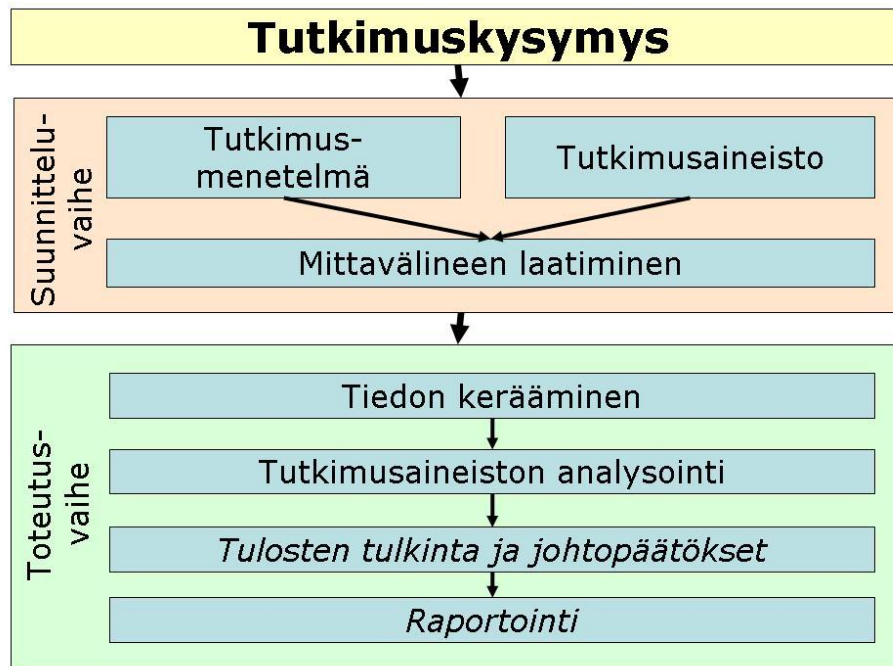 Tutkimuskysymys
Suunnittelu-
vaihe
Tutkimus-
menetelmä
Tutkimusaineisto
Mittavälineen laatiminen
Toteutus-
vaihe
Tiedon kerääminen
Tutkimusaineiston analysointi
Tulosten tulkinta ja johtopäätökset
Raportointi